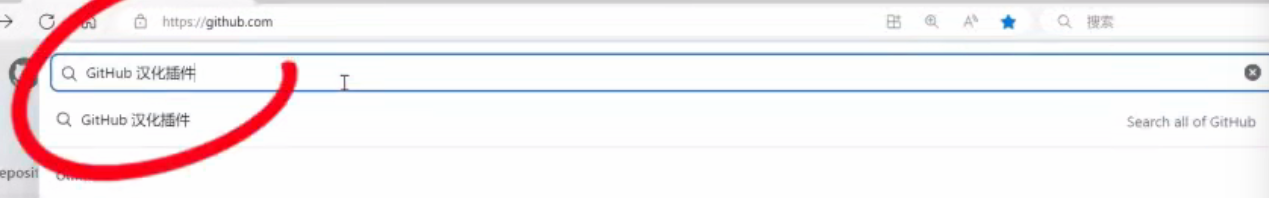 https://github.com
搜索
GitHub 汉化插件
GitHub 汉化插件
Search all of GitHub
eposit